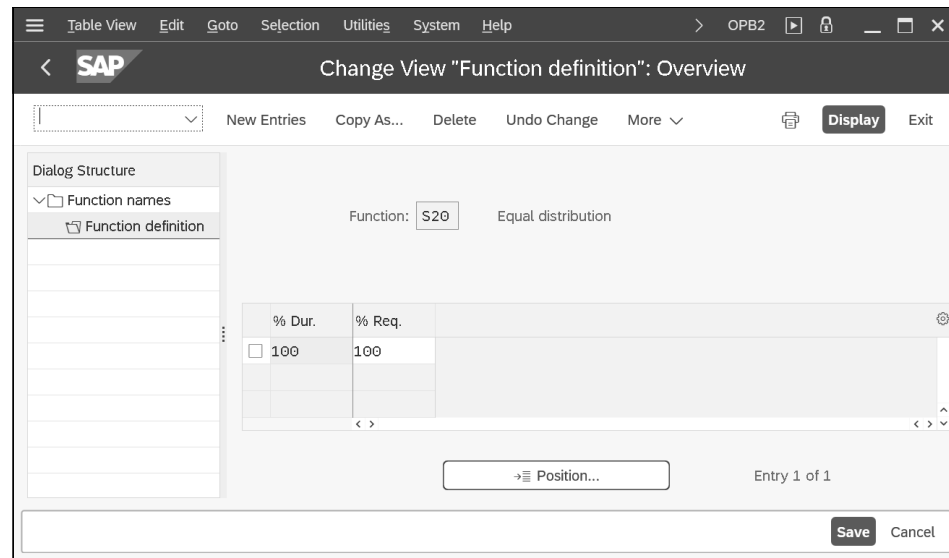 Table View Edit Goto Selection Utilities System Help OPB2
SAP Change View "Function definition": Overview
New Entries Copy As... Delete Undo Change More Display Exit
Dialog Structure
Function names
Function definition
Function: S20 Equal distribution
% Dur. % Req.
100 100
Position... Entry 1 of 1
Save Cancel